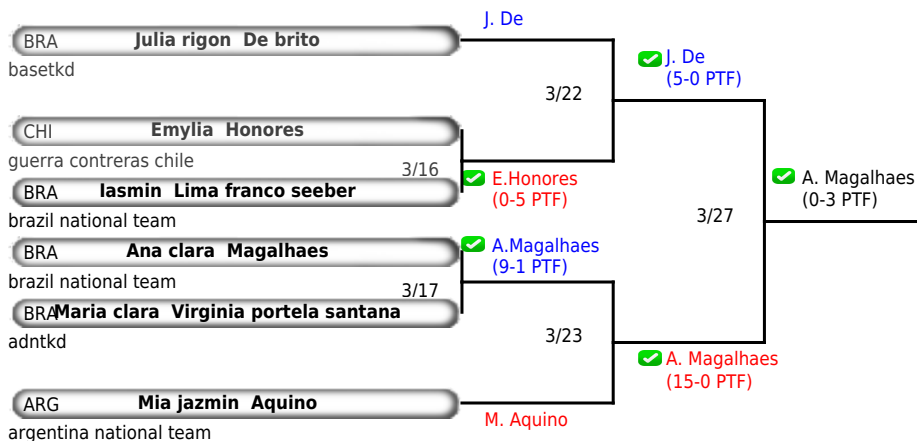 J. De
BRA Julia rigon De brito
basetkd
J. De
(5-0 PTF)
3/22
CHI Emylia Honores
guerra contreras chile
3/16
E.Honores
(0-5 PTF)
BRA Iasmin Lima franco seeber
brazil national team
A. Magalhaes
(0-3 PTF)
3/27
BRA Ana clara Magalhaes
brazil national team
A.Magalhaes
(9-1 PTF)
3/17
BRA Maria clara Virginia portela santana
adntkd
3/23
A. Magalhaes
(15-0 PTF)
ARG Mia jazmin Aquino
argentina national team
M. Aquino